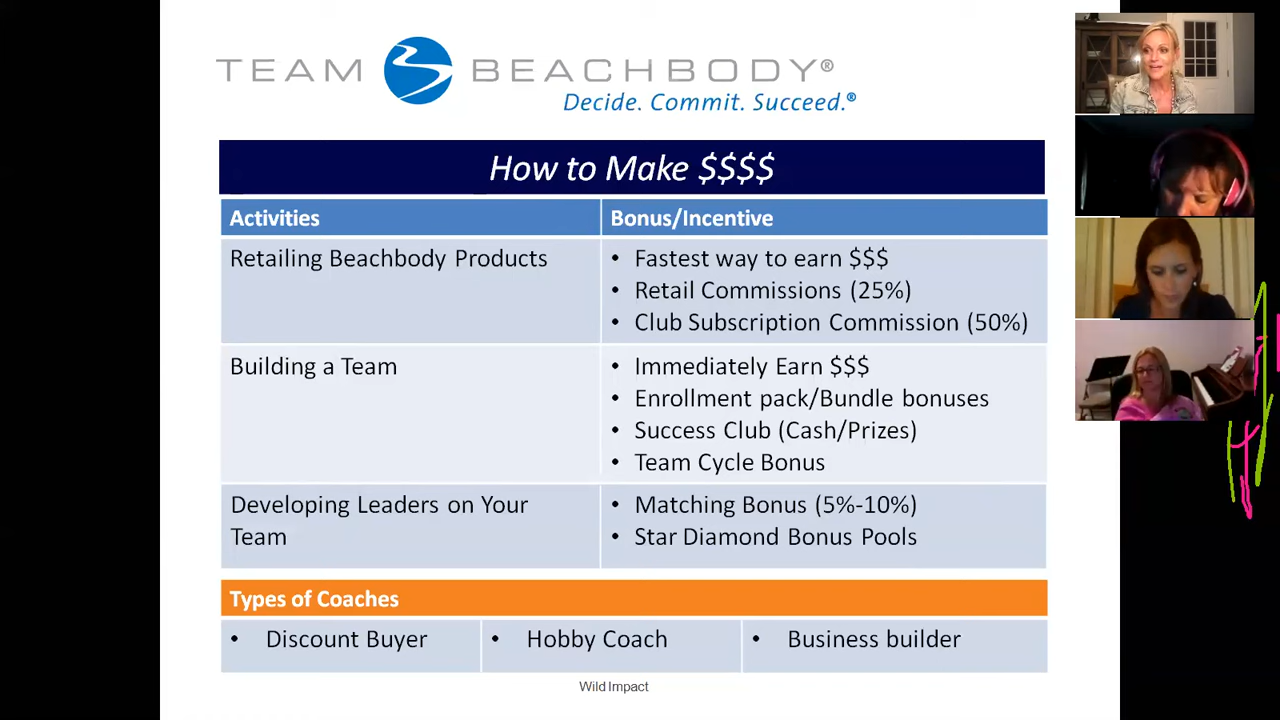 TEAM BEACHBODY®
Decide. Commit. Succeed.®
How to Make $$$$
Activities
Bonus/Incentive
Retailing Beachbody Products
• Fastest way to earn $$$
• Retail Commissions (25%)
• Club Subscription Commission (50%)
Building a Team
• Immediately Earn $$$
• Enrollment pack/Bundle bonuses
• Success Club (Cash/Prizes)
• Team Cycle Bonus
Developing Leaders on Your
Team
• Matching Bonus (5%-10%)
• Star Diamond Bonus Pools
Types of Coaches
• Discount Buyer
• Hobby Coach
• Business builder
Wild Impact